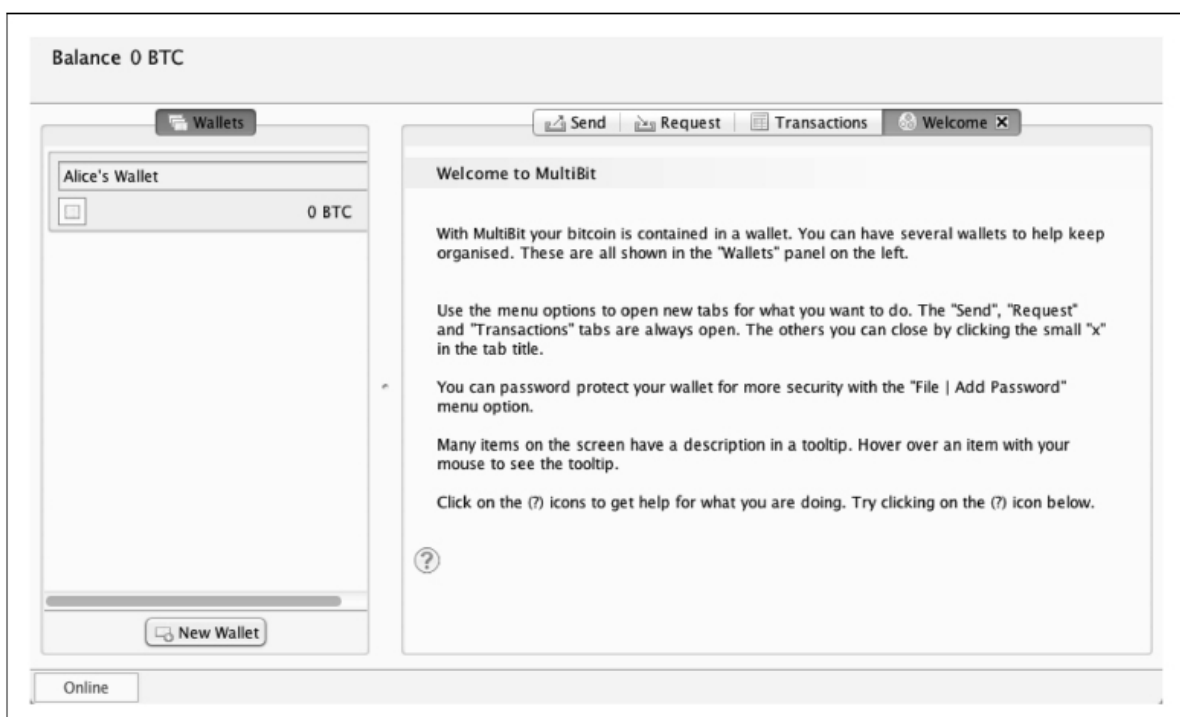 Balance 0 BTC
Wallets
Alice's Wallet
0 BTC
New Wallet
Send
Request
Transactions
Welcome
Welcome to MultiBit
With MultiBit your bitcoin is contained in a wallet. You can have several wallets to help keep
organised. These are all shown in the "Wallets" panel on the left.
Use the menu options to open new tabs for what you want to do. The "Send", "Request"
and "Transactions" tabs are always open. The others you can close by clicking the small "x"
in the tab title.
You can password protect your wallet for more security with the "File | Add Password"
menu option.
Many items on the screen have a description in a tooltip. Hover over an item with your
mouse to see the tooltip.
Click on the (?) icons to get help for what you are doing. Try clicking on the (?) icon below.
?
Online